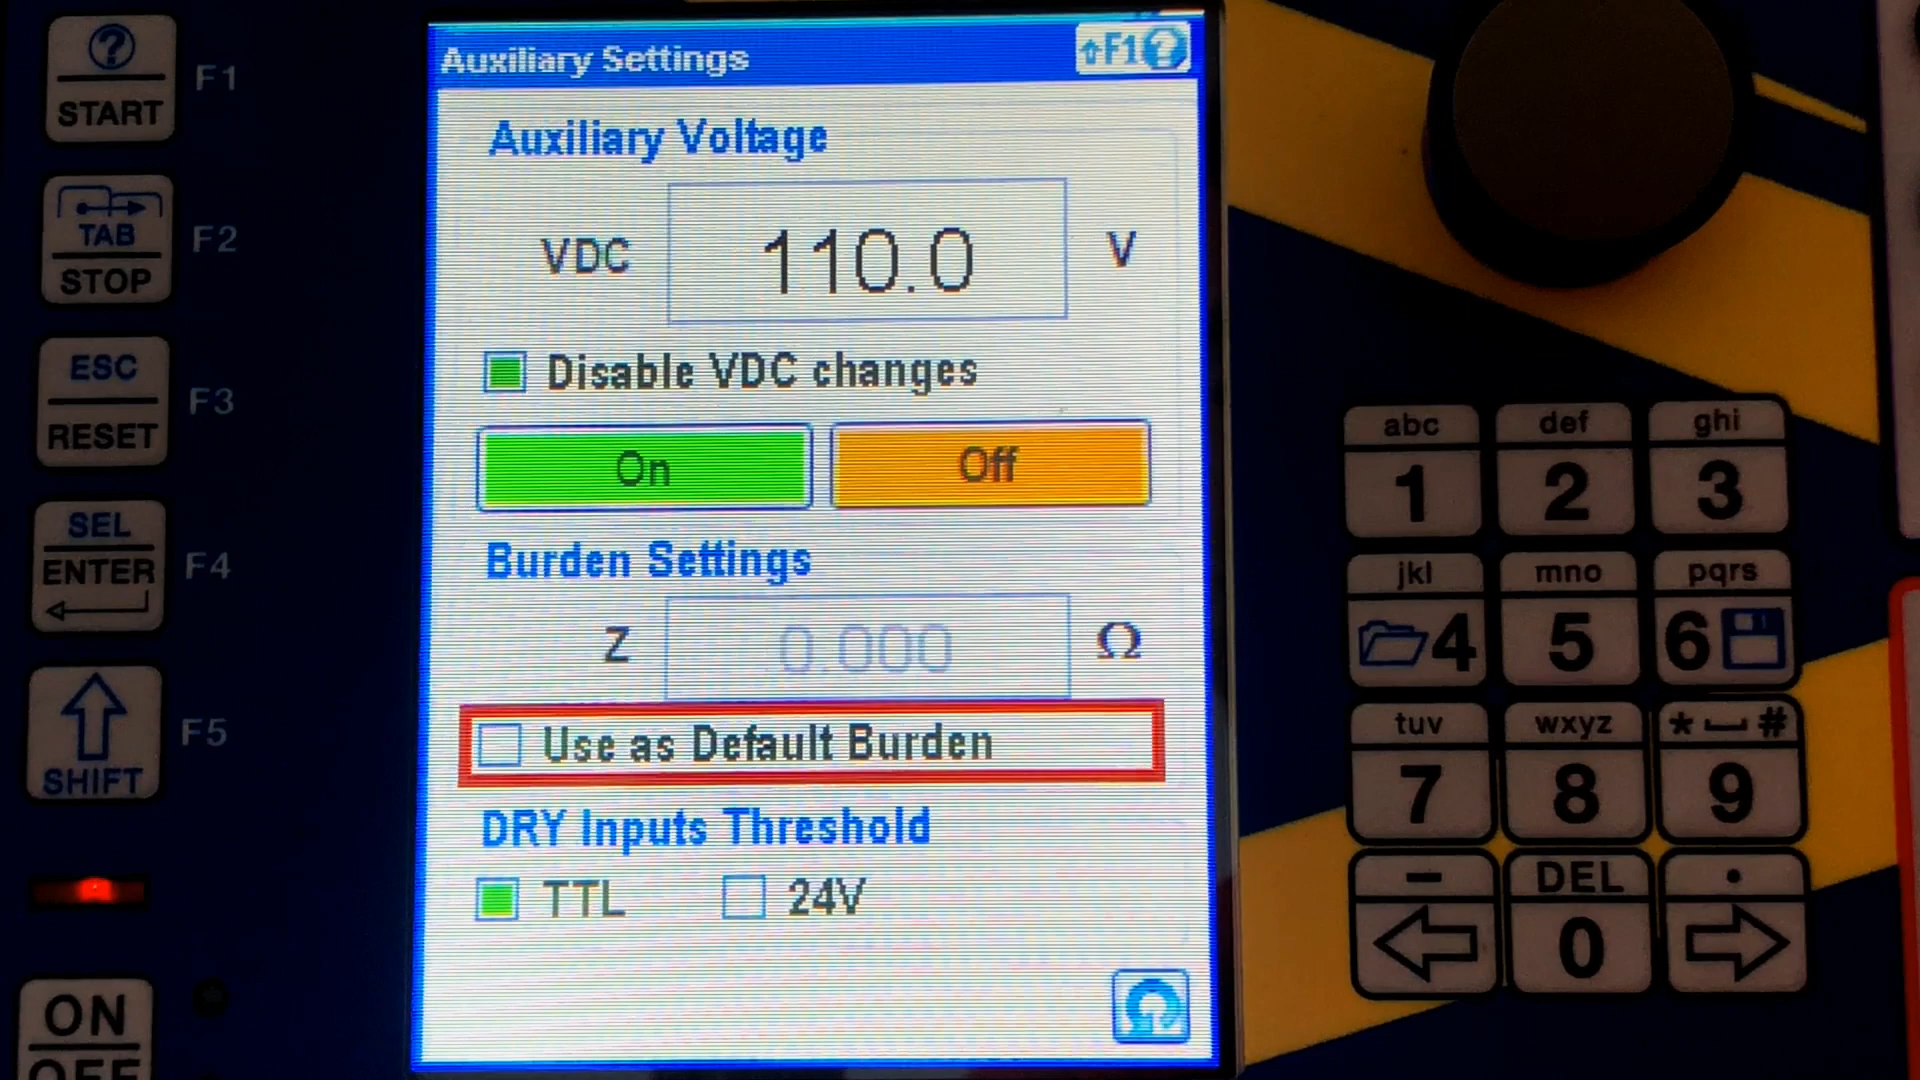 START
F1
TAB
STOP
F2
ESC
RESET
F3
SEL
ENTER
F4
SHIFT
F5
ON
OFF
Auxiliary Settings
F1
Auxiliary Voltage
VDC 110.0 V
Disable VDC changes
On Off
Burden Settings
Z 0.000 Ω
Use as Default Burden
DRY Inputs Threshold
TTL 24V
abc def ghi
1 2 3
jkl mno pqrs
4 5 6
tuv wxyz * #
7 8 9
- DEL .
0